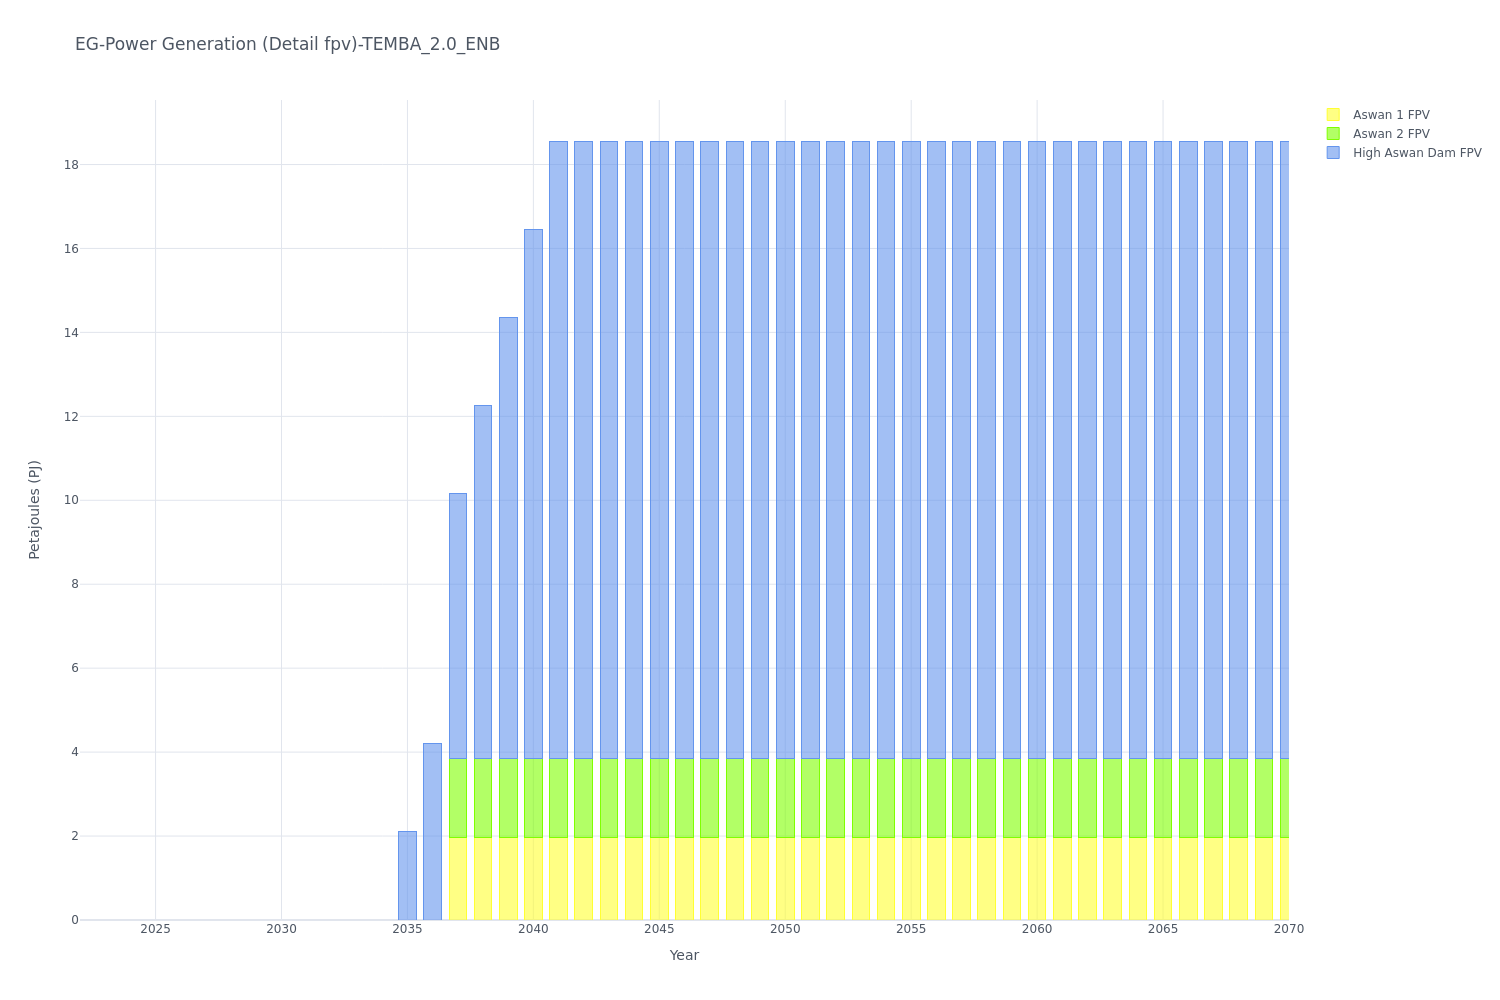 EG-Power Generation (Detail fpv)-TEMBA_2.0_ENB
Aswan 1 FPV
Aswan 2 FPV
High Aswan Dam FPV
Petajoules (PJ)
18
16
14
12
10
8
6
4
2
0
2025 2030 2035 2040 2045 2050 2055 2060 2065 2070
Year